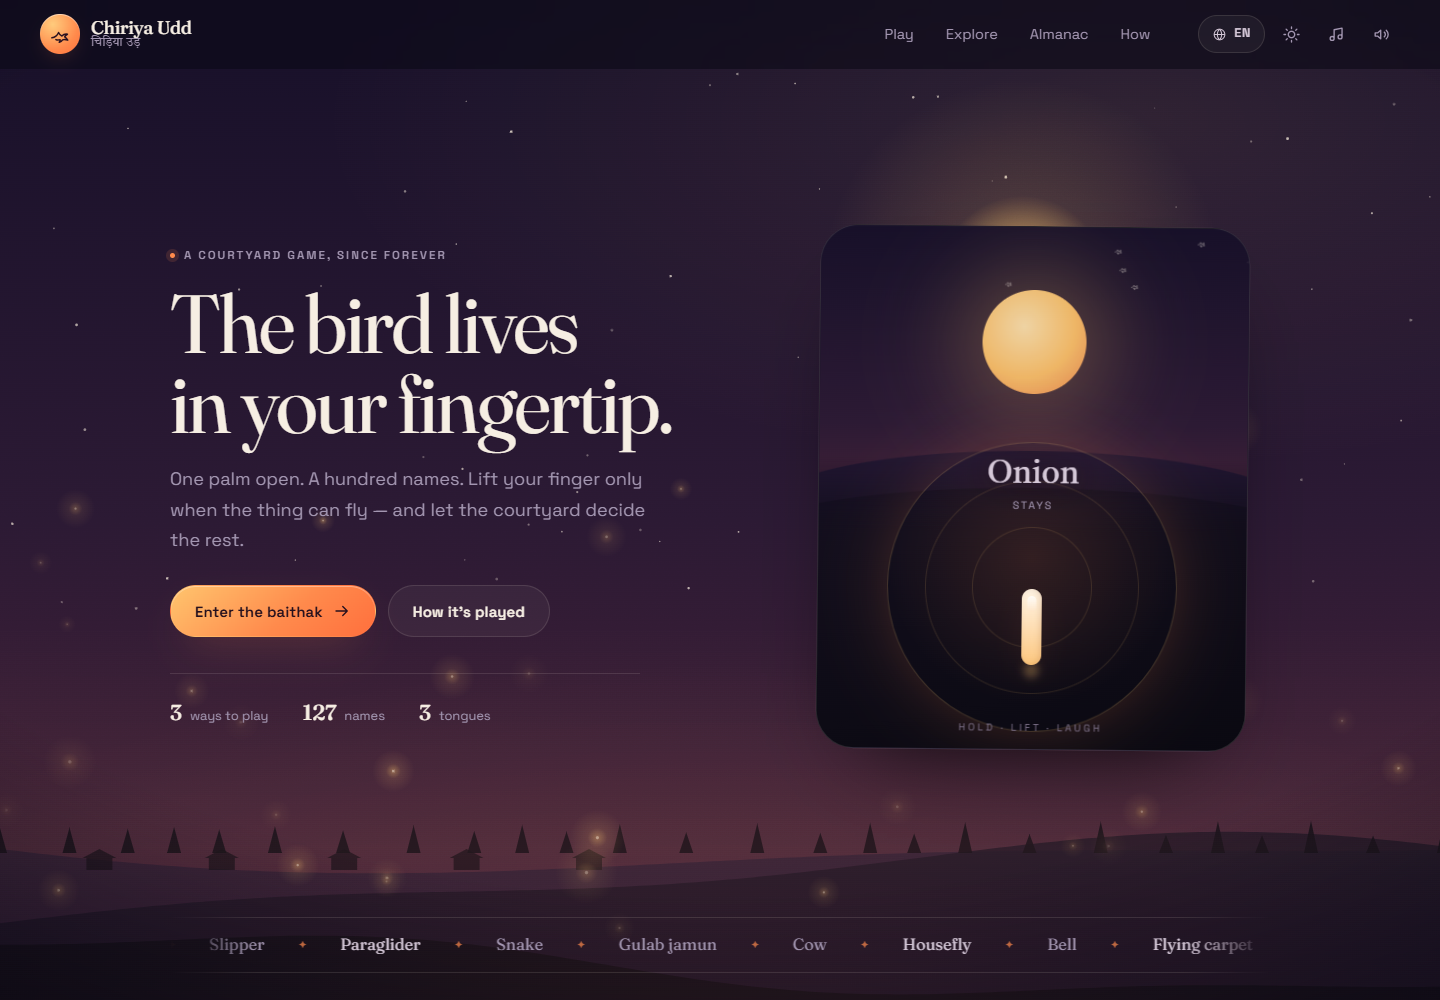 Chiriya Udd
चिड़िया उड़
Play
Explore
Almanac
How
EN
A COURTYARD GAME, SINCE FOREVER
The bird lives
in your fingertip.
One palm open. A hundred names. Lift your finger only
when the thing can fly — and let the courtyard decide
the rest.
Enter the baithak →
How it's played
3 ways to play
127 names
3 tongues
Onion
STAYS
HOLD · LIFT · LAUGH
Slipper ✦ Paraglider ✦ Snake ✦ Gulab jamun ✦ Cow ✦ Housefly ✦ Bell ✦ Flying carpet